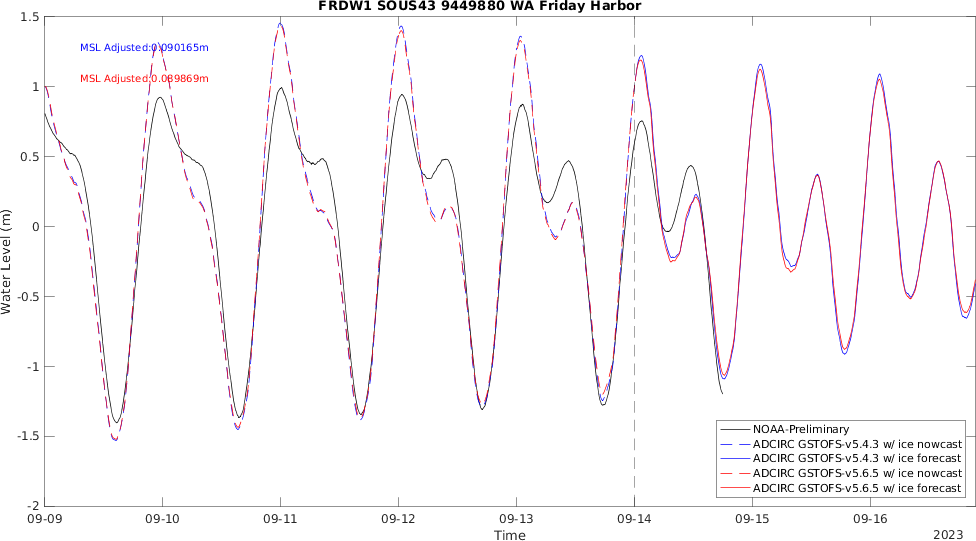 FRDW1 SOUS43 9449880 WA Friday Harbor
1.5
MSL Adjusted:0.090165m
MSL Adjusted:0.089869m
1
0.5
0
-0.5
-1
-1.5
-2
Water Level (m)
NOAA-Preliminary
ADCIRC GSTOFS-v5.4.3 w/ ice nowcast
ADCIRC GSTOFS-v5.4.3 w/ ice forecast
ADCIRC GSTOFS-v5.6.5 w/ ice nowcast
ADCIRC GSTOFS-v5.6.5 w/ ice forecast
09-09 09-10 09-11 09-12 09-13 09-14 09-15 09-16
Time
2023